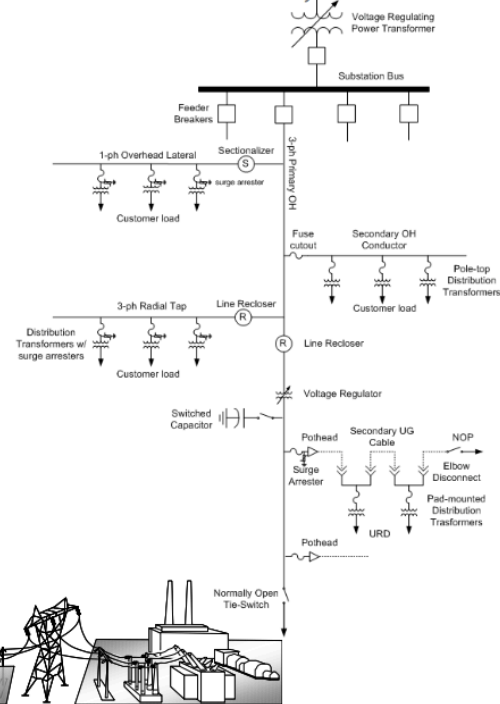 Voltage Regulating
Power Transformer
Substation Bus
Feeder
Breakers
3-ph Primary OH
Sectionalizer
1-ph Overhead Lateral
S
surge arrester
Customer load
Fuse
cutout
Secondary OH
Conductor
Pole-top
Distribution
Transformers
Customer load
3-ph Radial Tap
Line Recloser
R
Distribution
Transformers w/
surge arresters
Customer load
R
Line Recloser
Voltage Regulator
Switched
Capacitor
Pothead
Secondary UG
Cable
NOP
Surge
Arrester
Elbow
Disconnect
Pad-mounted
Distribution
Trasformers
URD
Pothead
Normally Open
Tie-Switch